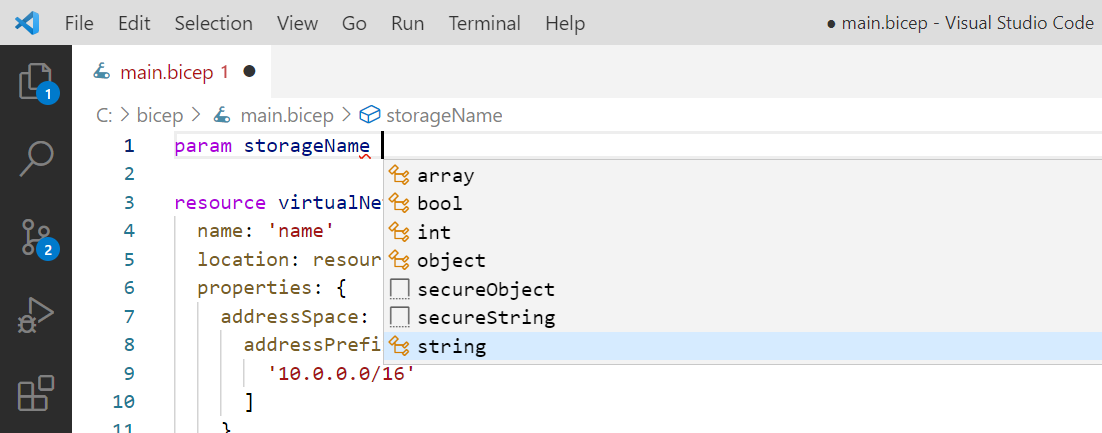 File Edit Selection View Go Run Terminal Help ● main.bicep - Visual Studio Code
main.bicep 1 ●
C: > bicep > main.bicep > storageName
1 param storageName
array
2
bool
3 resource virtualNe
int
4 name: 'name'
object
5 location: resour
secureObject
6 properties: {
secureString
7 addressSpace:
string
8 addressPrefi
9 '10.0.0.0/16'
10 ]
11 }
1
2